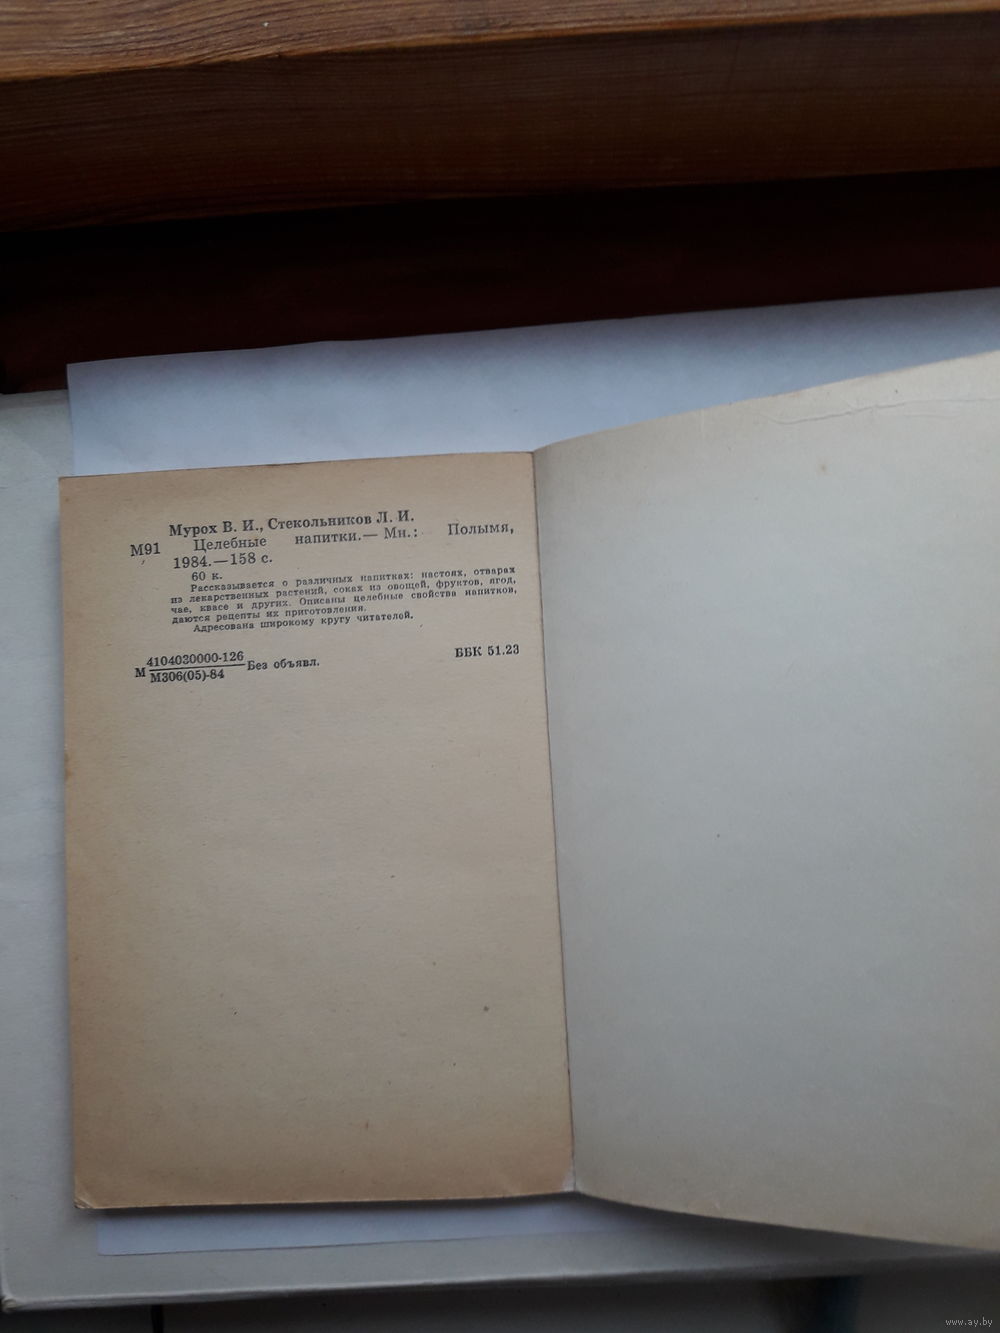 Мурох В. И., Стекольников Л. И.
М91 Целебные напитки.— Мн.: Полымя,
1984.—158 с.
60 к.
Рассказывается о различных напитках: настоях, отварах
из лекарственных растений, соках из овощей, фруктов, ягод,
чае, квасе и других. Описаны целебные свойства напитков,
даются рецепты их приготовления.
Адресована широкому кругу читателей.
4104030000-126
М Без объявл. ББК 51.23
М306(05)-84
www.ay.by